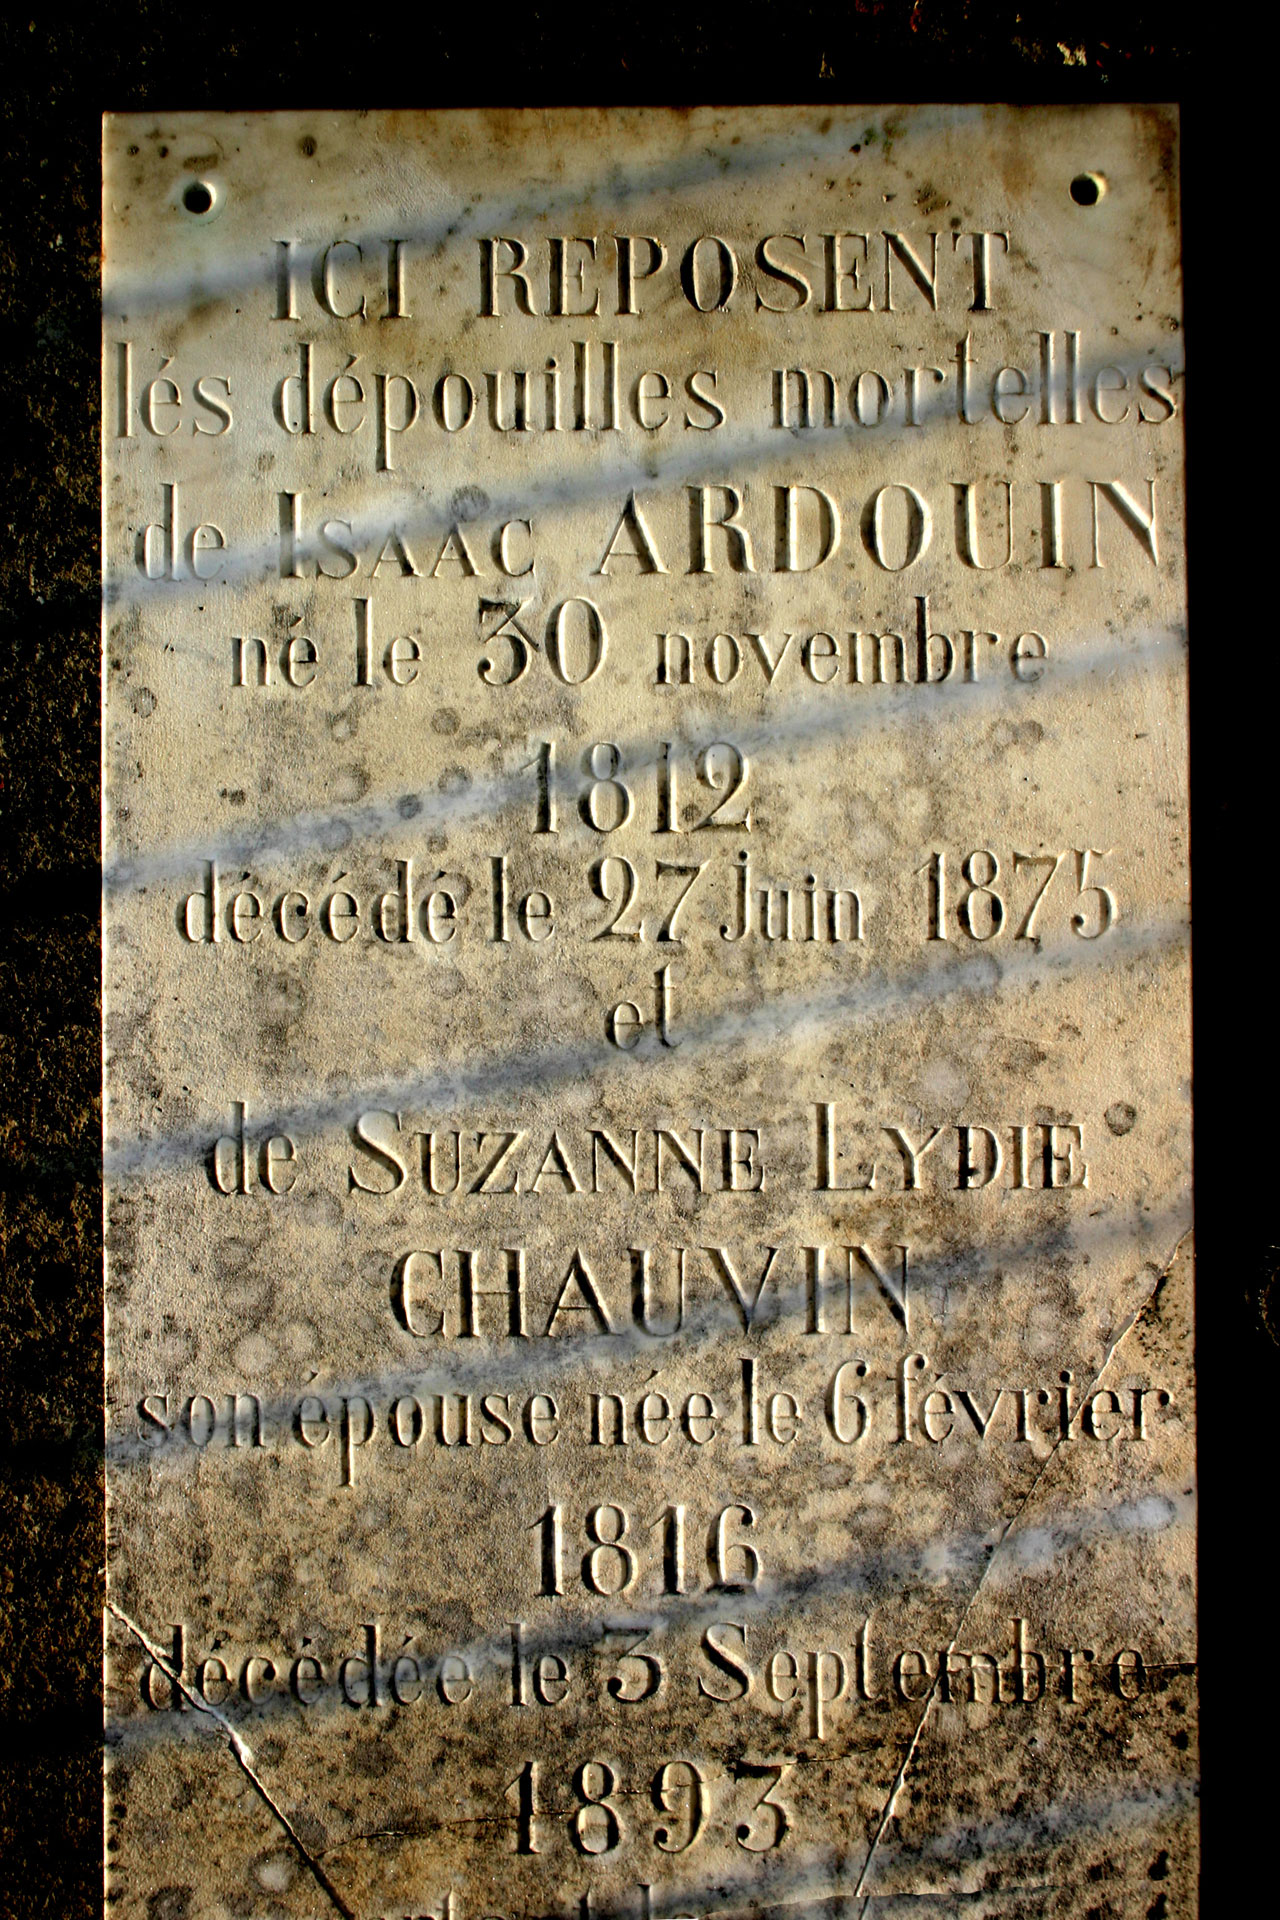 ICI REPOSENT
lés dépouilles mortelles
de ISAAC ARDOUIN
né le 30 novembre
1812
décédé le 27 juin 1875
et
de SUZANNE LYDIE
CHAUVIN
son épouse née le 6 février
1816
décédée le 3 Septembre
1893